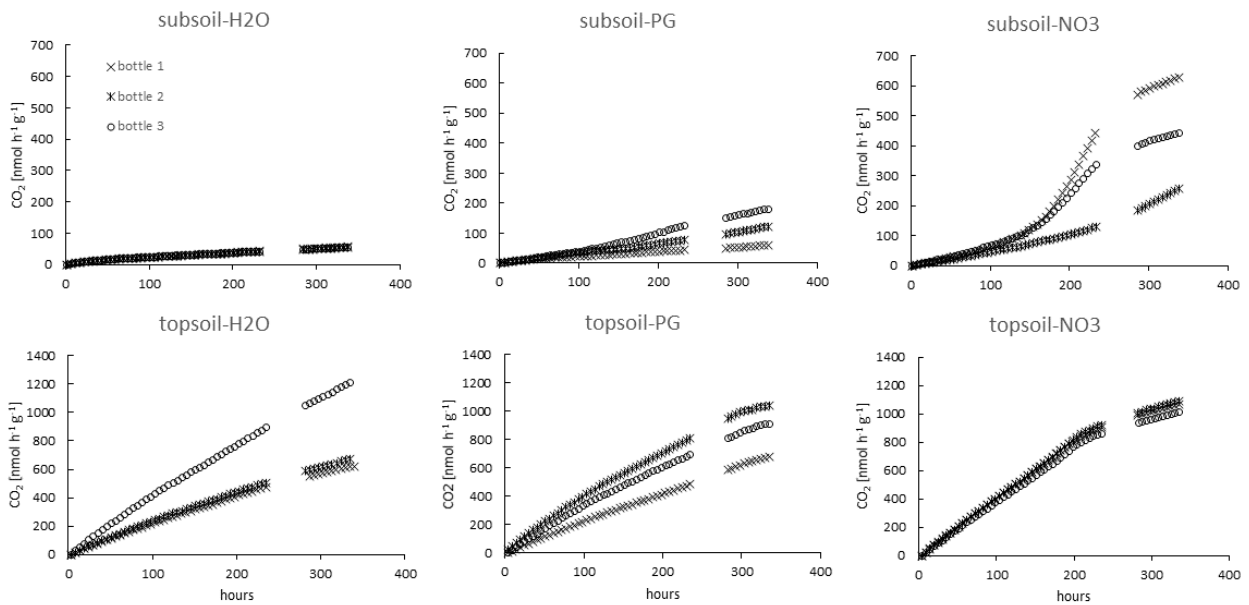 subsoil-H2O
subsoil-PG
subsoil-NO3
700
600
500
400
300
200
100
0
CO₂ [nmol h⁻¹ g⁻¹]
bottle 1
bottle 2
bottle 3
0 100 200 300 400
700
600
500
400
300
200
100
0
CO₂ [nmol h⁻¹ g⁻¹]
0 100 200 300 400
700
600
500
400
300
200
100
0
CO₂ [nmol h⁻¹ g⁻¹]
0 100 200 300 400
topsoil-H2O
topsoil-PG
topsoil-NO3
1400
1200
1000
800
600
400
200
0
CO₂ [nmol h⁻¹ g⁻¹]
0 100 200 300 400
hours
1400
1200
1000
800
600
400
200
0
CO2 [nmol h⁻¹ g⁻¹]
0 100 200 300 400
hours
1400
1200
1000
800
600
400
200
0
CO₂ [nmol h⁻¹ g⁻¹]
0 100 200 300 400
hours